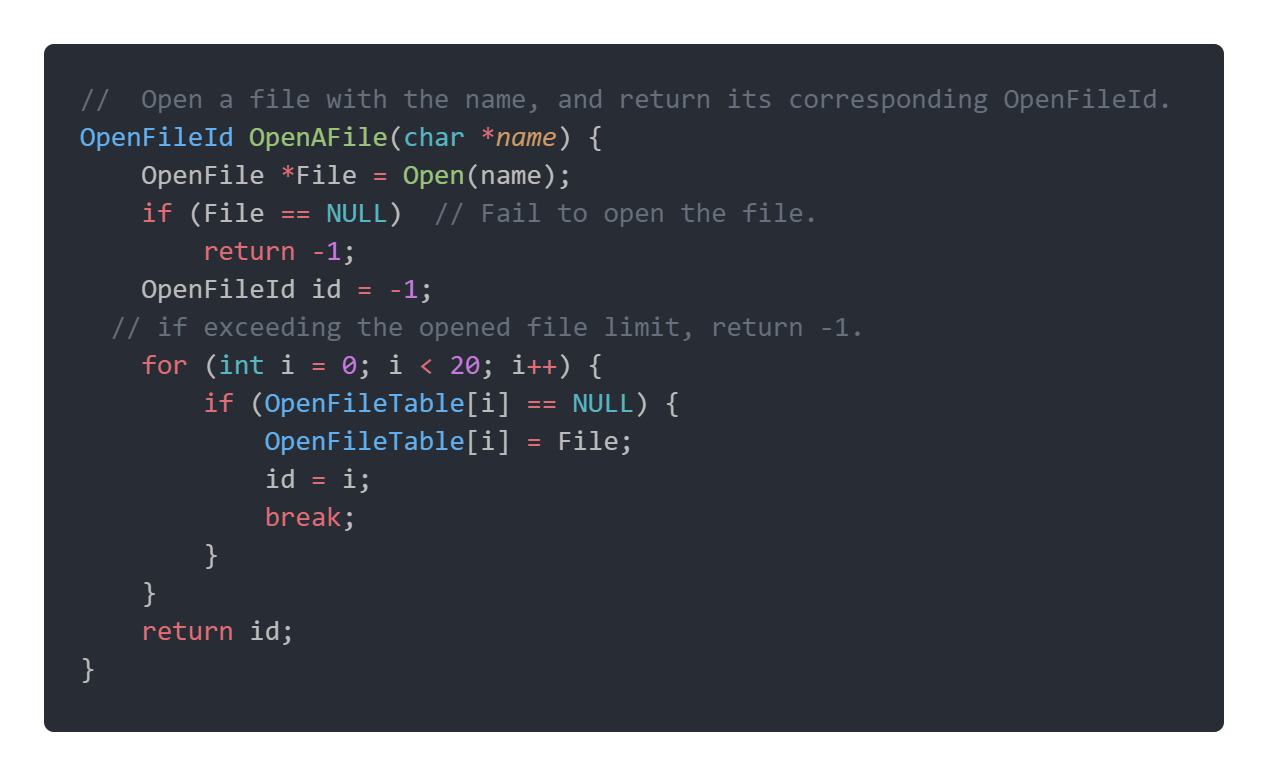 //  Open a file with the name, and return its corresponding OpenFileId.
OpenFileId OpenAFile(char *name) {
    OpenFile *File = Open(name);
    if (File == NULL)  // Fail to open the file.
        return -1;
    OpenFileId id = -1;
  // if exceeding the opened file limit, return -1.
    for (int i = 0; i < 20; i++) {
        if (OpenFileTable[i] == NULL) {
            OpenFileTable[i] = File;
            id = i;
            break;
        }
    }
    return id;
}